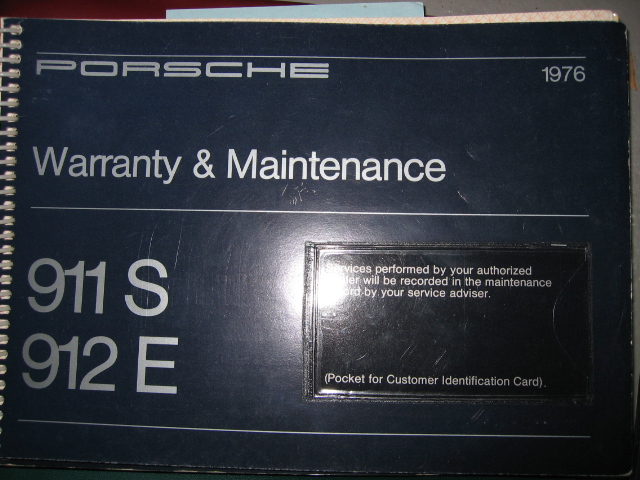 PORSCHE
1976
Warranty & Maintenance
911 S
912 E
performed by your authorized
will be recorded in the maintenance
by your service adviser.
(Pocket for Customer Identification Card).